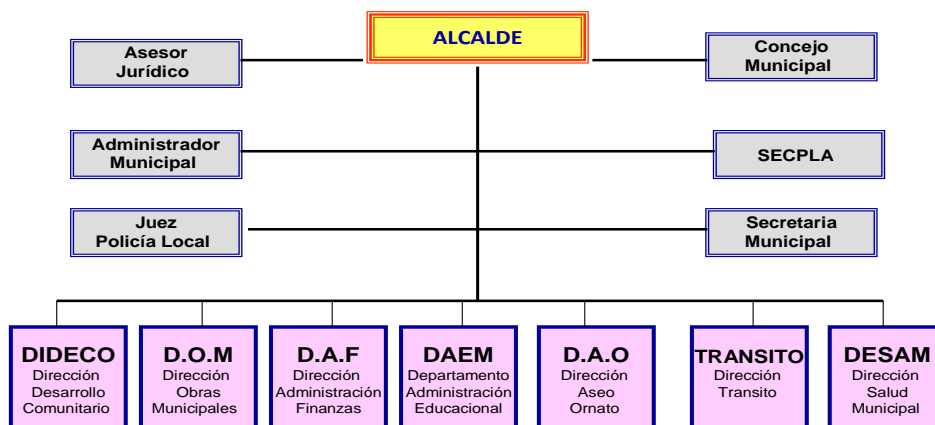 ALCALDE
Asesor
Jurídico
Concejo
Municipal
Administrador
Municipal
SECPLA
Juez
Policía Local
Secretaria
Municipal
DIDECO
Dirección
Desarrollo
Comunitario
D.O.M
Dirección
Obras
Municipales
D.A.F
Dirección
Administración
Finanzas
DAEM
Departamento
Administración
Educacional
D.A.O
Dirección
Aseo
Ornato
TRANSITO
Dirección
Transito
DESAM
Dirección
Salud
Municipal